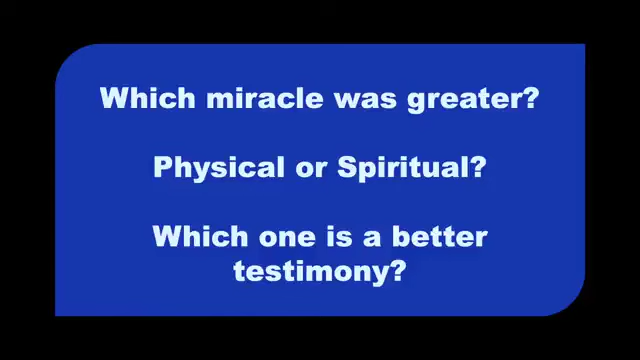 Which miracle was greater?
Physical or Spiritual?
Which one is a better
testimony?